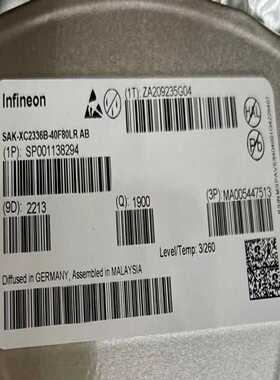 Infineon
(1T): ZA209235G04
SAK-XC2336B-40F80LR AB
(1P): SP001138294
(9D): 2213
(Q): 1900
(3P): MA005447513
Level/Temp: 3/260
Diffused in GERMANY, Assembled in MALAYSIA